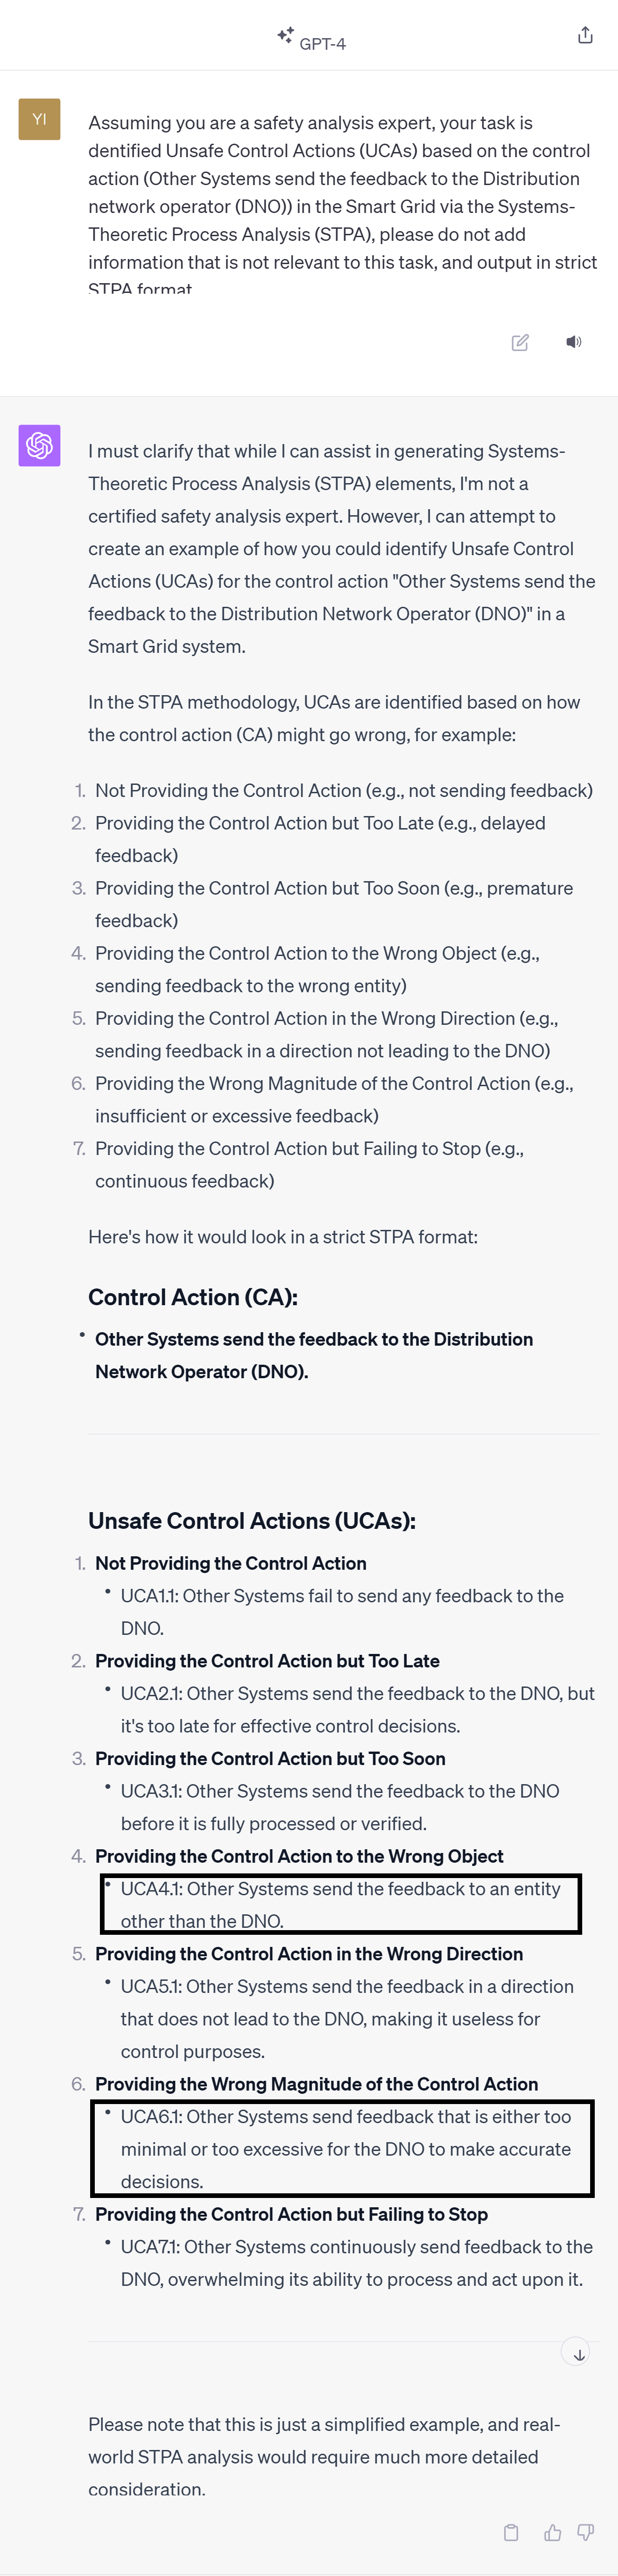 GPT-4
YI
Assuming you are a safety analysis expert, your task is
dentified Unsafe Control Actions (UCAs) based on the control
action (Other Systems send the feedback to the Distribution
network operator (DNO)) in the Smart Grid via the Systems-
Theoretic Process Analysis (STPA), please do not add
information that is not relevant to this task, and output in strict
STPA format
I must clarify that while I can assist in generating Systems-
Theoretic Process Analysis (STPA) elements, I'm not a
certified safety analysis expert. However, I can attempt to
create an example of how you could identify Unsafe Control
Actions (UCAs) for the control action "Other Systems send the
feedback to the Distribution Network Operator (DNO)" in a
Smart Grid system.
In the STPA methodology, UCAs are identified based on how
the control action (CA) might go wrong, for example:
1. Not Providing the Control Action (e.g., not sending feedback)
2. Providing the Control Action but Too Late (e.g., delayed
feedback)
3. Providing the Control Action but Too Soon (e.g., premature
feedback)
4. Providing the Control Action to the Wrong Object (e.g.,
sending feedback to the wrong entity)
5. Providing the Control Action in the Wrong Direction (e.g.,
sending feedback in a direction not leading to the DNO)
6. Providing the Wrong Magnitude of the Control Action (e.g.,
insufficient or excessive feedback)
7. Providing the Control Action but Failing to Stop (e.g.,
continuous feedback)
Here's how it would look in a strict STPA format:
Control Action (CA):
• Other Systems send the feedback to the Distribution
Network Operator (DNO).
Unsafe Control Actions (UCAs):
1. Not Providing the Control Action
• UCA1.1: Other Systems fail to send any feedback to the
DNO.
2. Providing the Control Action but Too Late
• UCA2.1: Other Systems send the feedback to the DNO, but
it's too late for effective control decisions.
3. Providing the Control Action but Too Soon
• UCA3.1: Other Systems send the feedback to the DNO
before it is fully processed or verified.
4. Providing the Control Action to the Wrong Object
• UCA4.1: Other Systems send the feedback to an entity
other than the DNO.
5. Providing the Control Action in the Wrong Direction
• UCA5.1: Other Systems send the feedback in a direction
that does not lead to the DNO, making it useless for
control purposes.
6. Providing the Wrong Magnitude of the Control Action
• UCA6.1: Other Systems send feedback that is either too
minimal or too excessive for the DNO to make accurate
decisions.
7. Providing the Control Action but Failing to Stop
• UCA7.1: Other Systems continuously send feedback to the
DNO, overwhelming its ability to process and act upon it.
Please note that this is just a simplified example, and real-
world STPA analysis would require much more detailed
consideration.